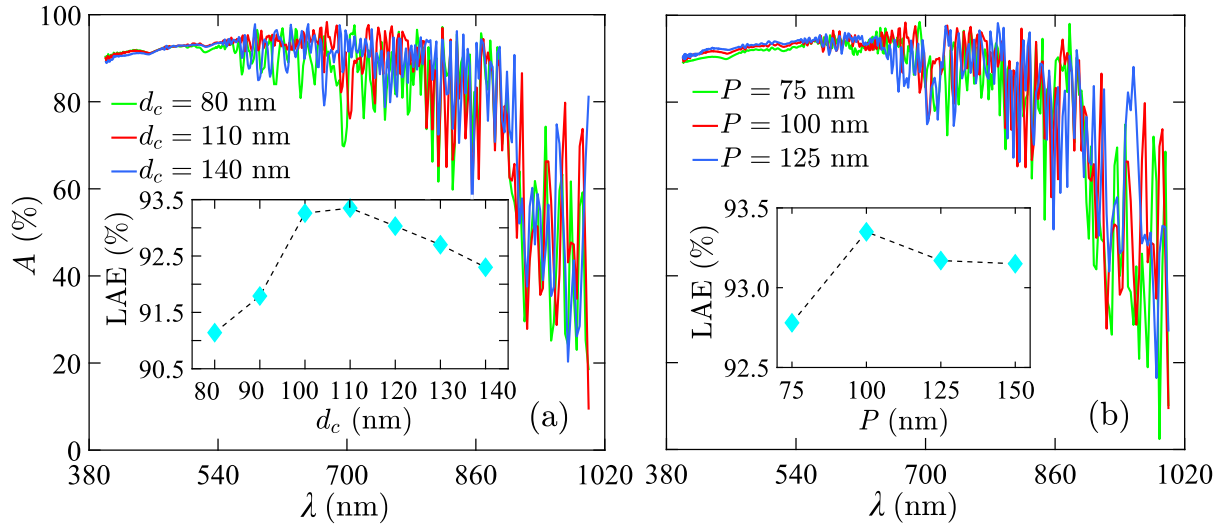 100
80
60
40
20
0
A (%)
d_c = 80 nm
d_c = 110 nm
d_c = 140 nm
93.5
92.5
91.5
90.5
LAE (%)
80 90 100 110 120 130 140
d_c (nm)
(a)
380 540 700 860 1020
λ (nm)
P = 75 nm
P = 100 nm
P = 125 nm
93.5
93.0
92.5
LAE (%)
75 100 125 150
P (nm)
(b)
380 540 700 860 1020
λ (nm)